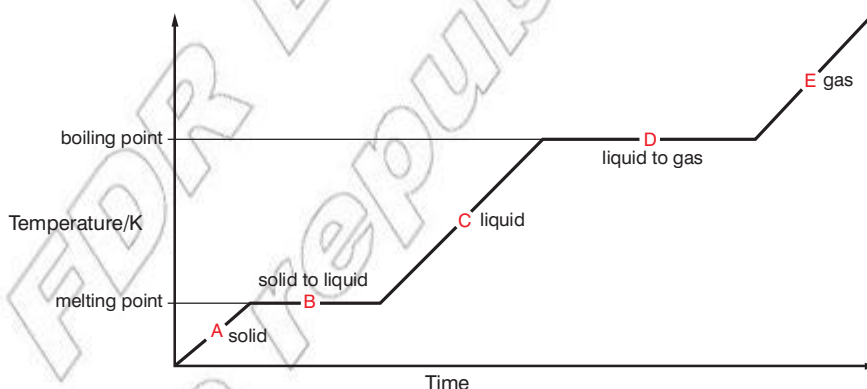 boiling point
E gas
D
liquid to gas
Temperature/K
C liquid
solid to liquid
melting point
B
A solid
Time